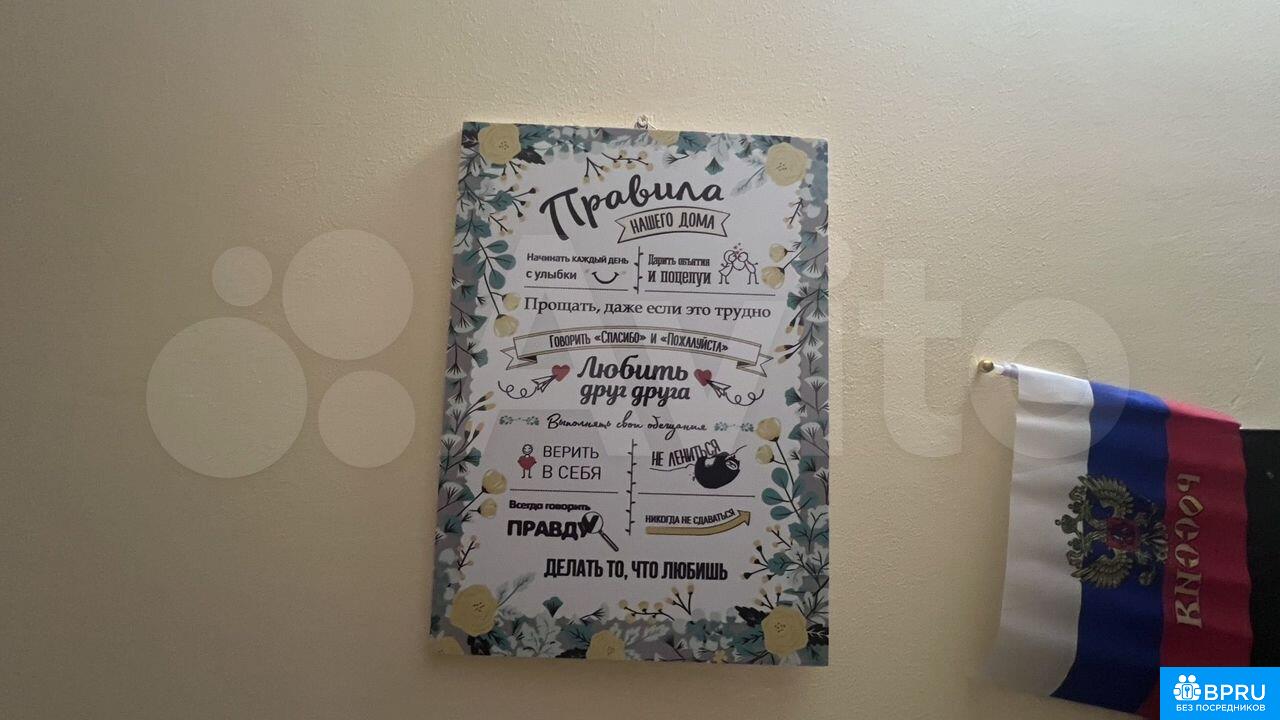 Правила
НАШЕГО ДОМА
Начинать каждый день
с улыбки
Дарить объятия
и поцелуи
Прощать, даже если это трудно
Говорить «Спасибо» и «Пожалуйста»
Любить
друг друга
Выполнять свои обещания
ВЕРИТЬ
В СЕБЯ
НЕ ЛЕНИТЬСЯ
Всегда говорить
ПРАВДУ
НИКОГДА НЕ СДАВАТЬСЯ
ДЕЛАТЬ ТО, ЧТО ЛЮБИШЬ
РОССИЯ
Avito
BPRU
БЕЗ ПОСРЕДНИКОВ